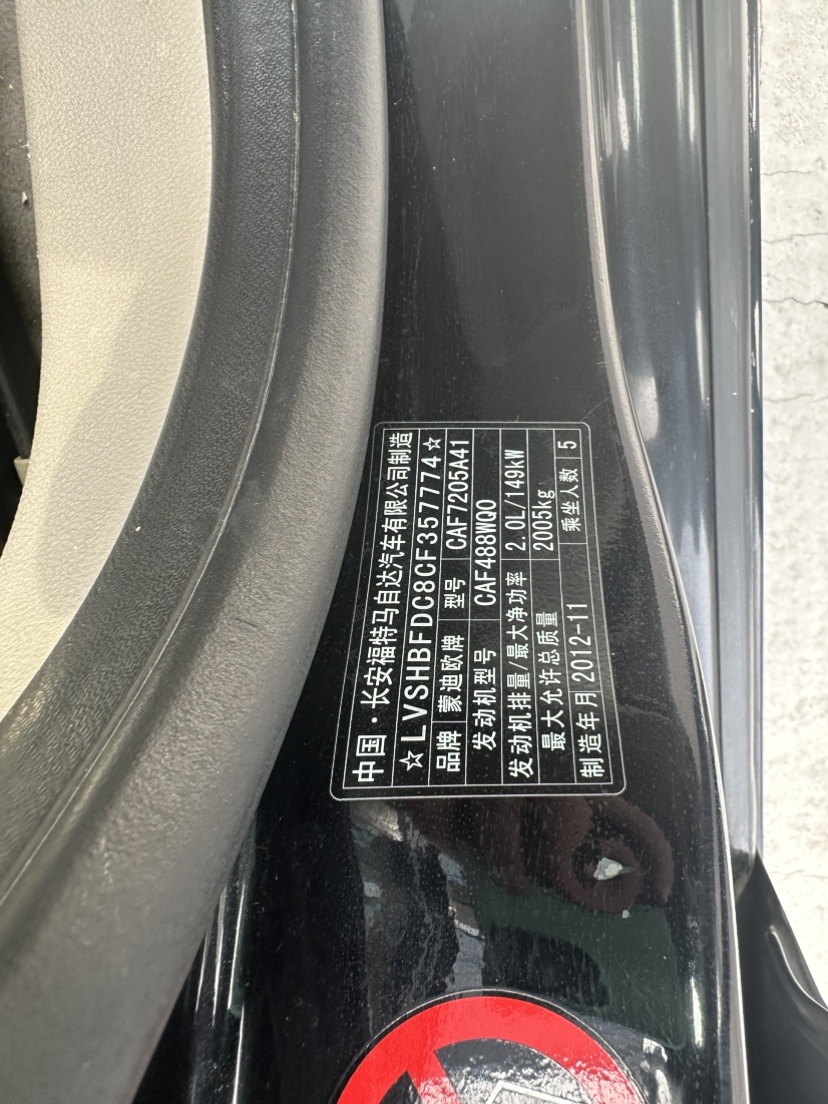 中国·长安福特马自达汽车有限公司制造
☆LVSHBFDC8CF357774☆
品牌 蒙迪欧牌 型号 CAF7205A41
发动机型号 CAF488WQ0
发动机排量/最大净功率 2.0L/149kW
最大允许总质量 2005kg
制造年月 2012-11 乘坐人数 5